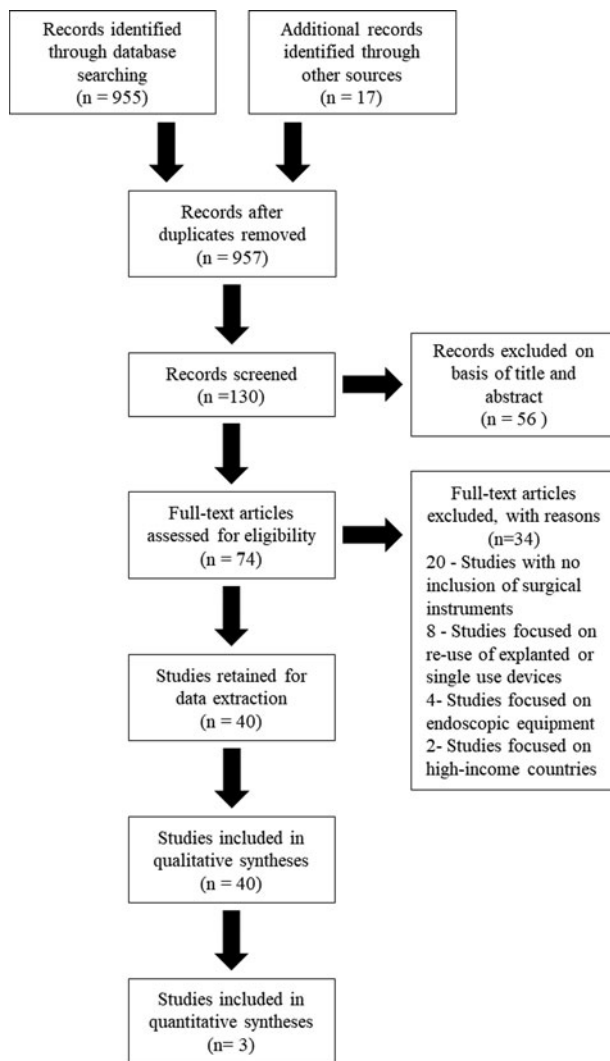 Records identified
through database
searching
(n = 955)
Additional records
identified through
other sources
(n = 17)
Records after
duplicates removed
(n = 957)
Records screened
(n =130)
Records excluded on
basis of title and
abstract
(n = 56 )
Full-text articles
assessed for eligibility
(n = 74)
Full-text articles
excluded, with reasons
(n=34)
20 - Studies with no
inclusion of surgical
instruments
8 - Studies focused on
re-use of explanted or
single use devices
4- Studies focused on
endoscopic equipment
2- Studies focused on
high-income countries
Studies retained for
data extraction
(n = 40)
Studies included in
qualitative syntheses
(n = 40)
Studies included in
quantitative syntheses
(n= 3)